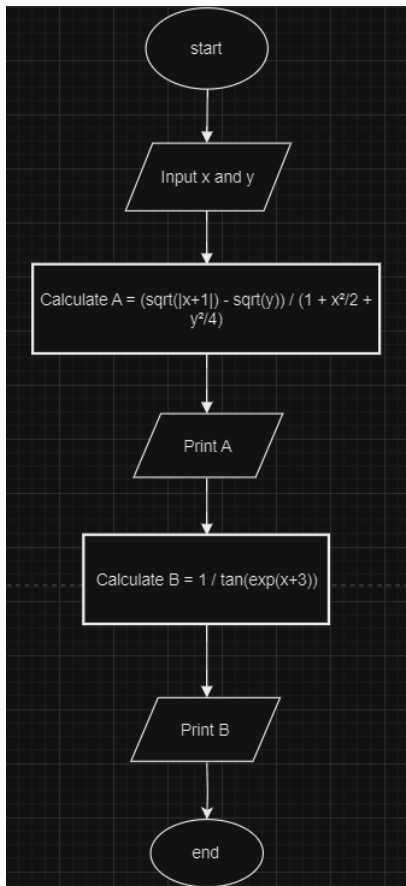 start
Input x and y
Calculate A = (sqrt(|x+1|) - sqrt(y)) / (1 + x²/2 +
y²/4)
Print A
Calculate B = 1 / tan(exp(x+3))
Print B
end